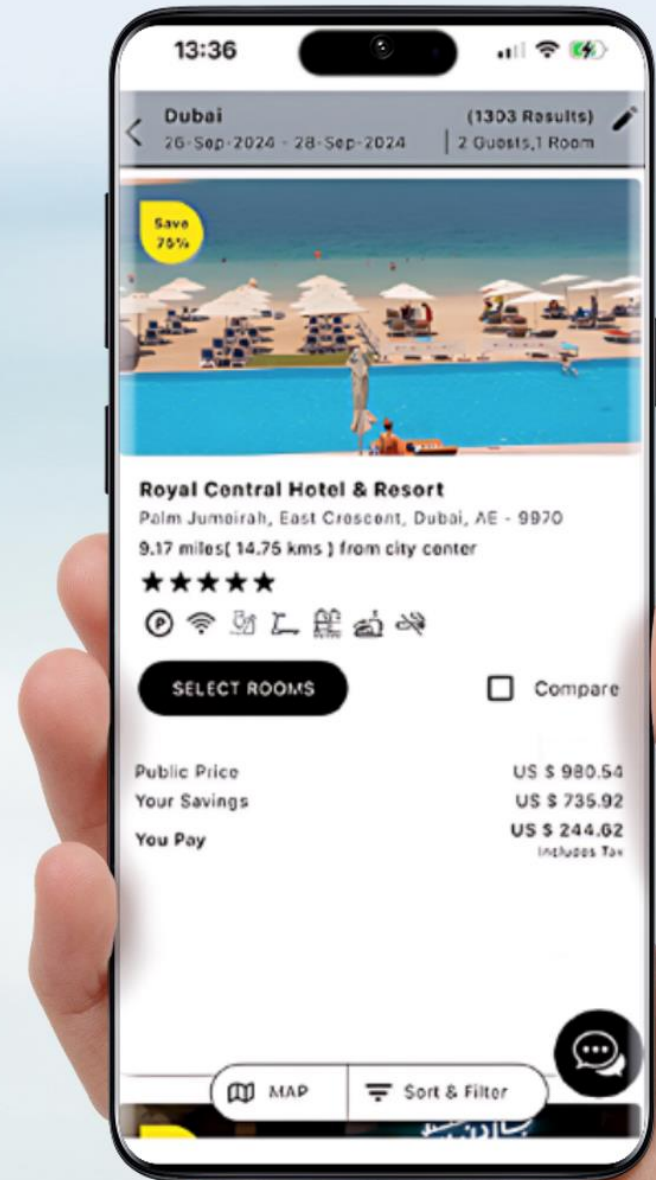 13:36
Dubai (1303 Results)
26-Sep-2024 - 28-Sep-2024 | 2 Guests,1 Room
Save
75%
Royal Central Hotel & Resort
Palm Jumeirah, East Crescent, Dubai, AE - 9970
9.17 miles( 14.75 kms ) from city center
P
SELECT ROOMS Compare
Public Price US $ 980.54
Your Savings US $ 735.92
You Pay US $ 244.62
Includes Tax
MAP Sort & Filter